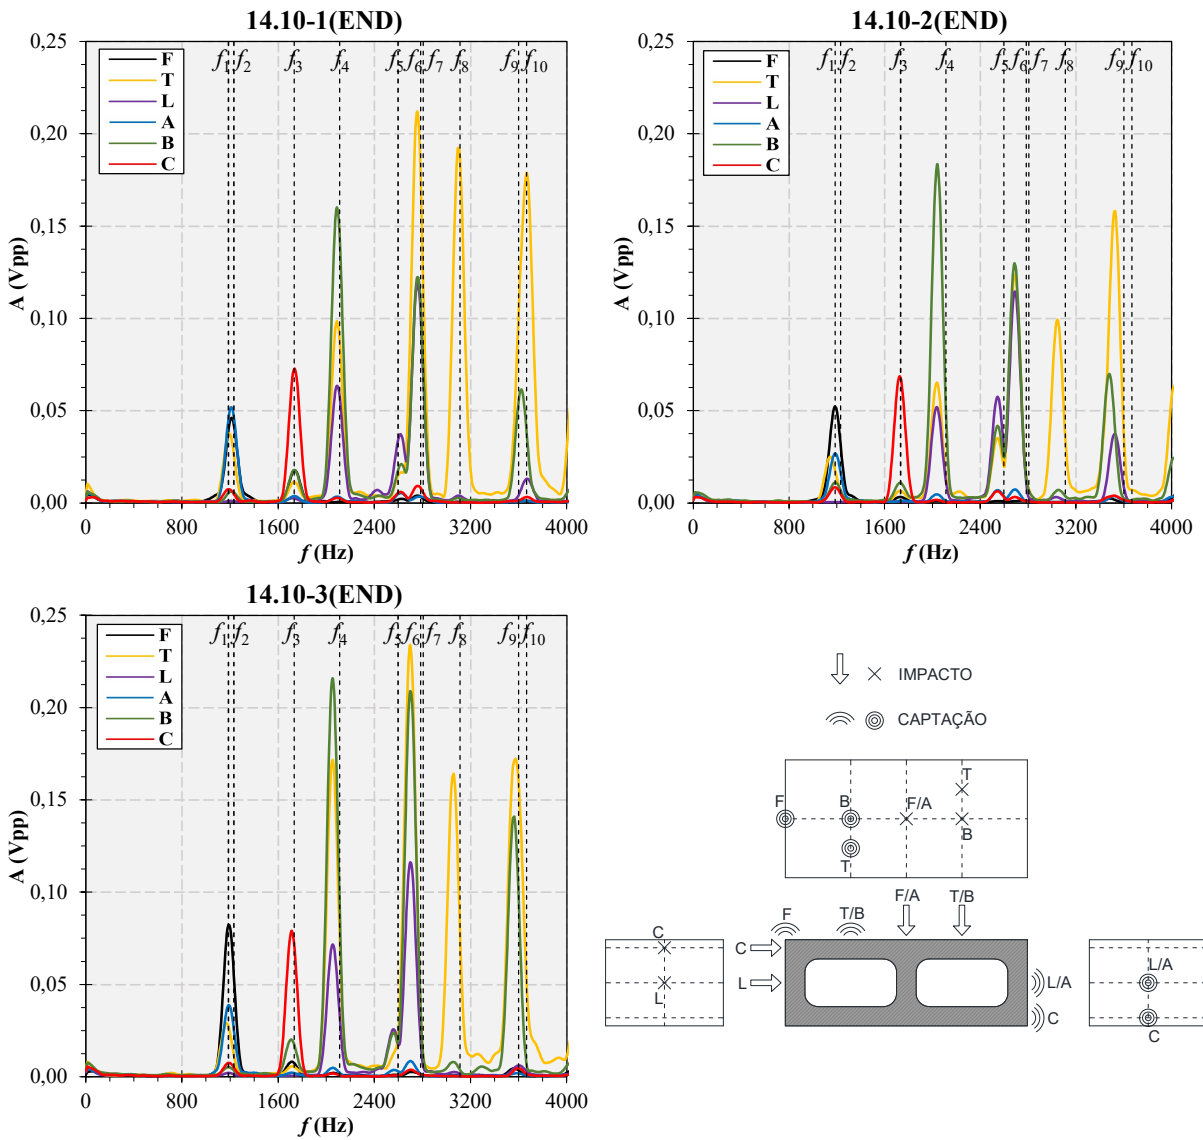 14.10-1(END)
0,25
0,20
0,15
0,10
0,05
0,00
A (Vpp)
f1 f2 f3 f4 f5 f6 f7 f8 f9 f10
F
T
L
A
B
C
0 800 1600 2400 3200 4000
f (Hz)
14.10-2(END)
0,25
0,20
0,15
0,10
0,05
0,00
A (Vpp)
f1 f2 f3 f4 f5 f6 f7 f8 f9 f10
F
T
L
A
B
C
0 800 1600 2400 3200 4000
f (Hz)
14.10-3(END)
0,25
0,20
0,15
0,10
0,05
0,00
A (Vpp)
f1 f2 f3 f4 f5 f6 f7 f8 f9 f10
F
T
L
A
B
C
0 800 1600 2400 3200 4000
f (Hz)
IMPACTO
CAPTAÇÃO
T
F B F/A
B
T
F/A T/B
F T/B
C
C
L
L
L/A
L/A
C
C